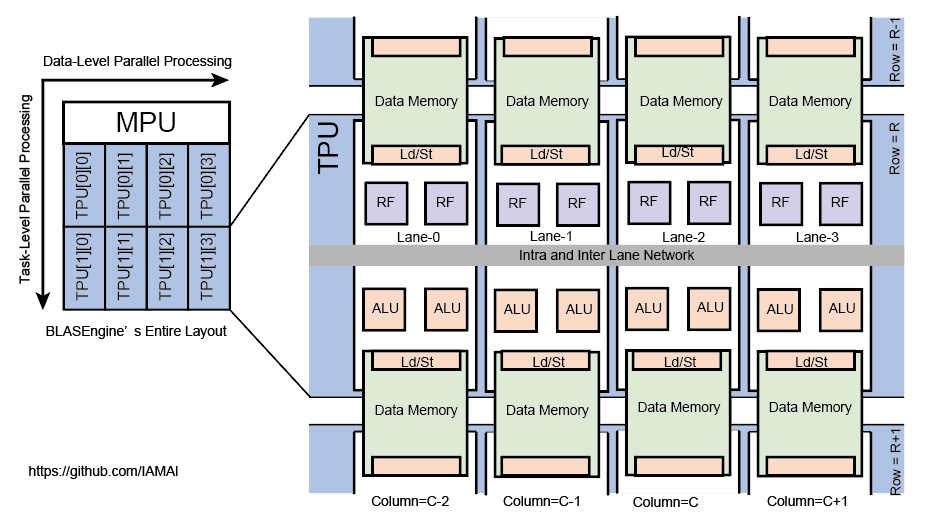 Data-Level Parallel Processing
Task-Level Parallel Processing
MPU
TPU[0][0]
TPU[0][1]
TPU[0][2]
TPU[0][3]
TPU[1][0]
TPU[1][1]
TPU[1][2]
TPU[1][3]
BLASEngine’s Entire Layout
https://github.com/IAMAI
TPU
Row = R-1
Data Memory
Data Memory
Data Memory
Data Memory
Row = R
Ld/St
Ld/St
Ld/St
Ld/St
RF
RF
RF
RF
RF
RF
RF
RF
Lane-0
Lane-1
Lane-2
Lane-3
Intra and Inter Lane Network
ALU
ALU
ALU
ALU
ALU
ALU
ALU
ALU
Ld/St
Ld/St
Ld/St
Ld/St
Data Memory
Data Memory
Data Memory
Data Memory
Row = R+1
Column=C-2
Column=C-1
Column=C
Column=C+1